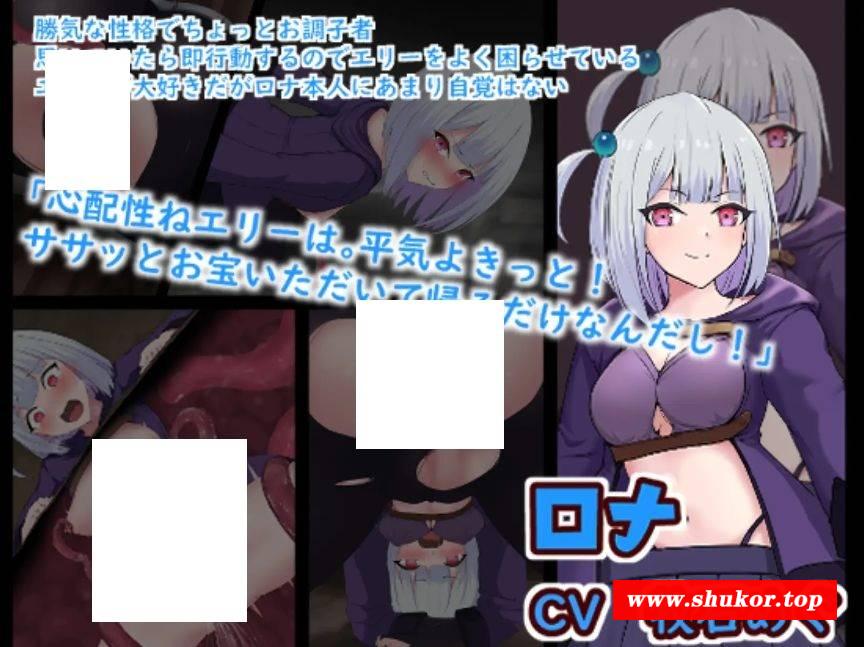 勝気な性格でちょっとお調子者
たら即行動するのでエリーをよく困らせている
大好きだがロナ本人にあまり自覚はない
「心配性ねエリーは。平気よきっと！
ササッとお宝いただいて帰るだけなんだし！」
ロナ
CV
www.shukor.top